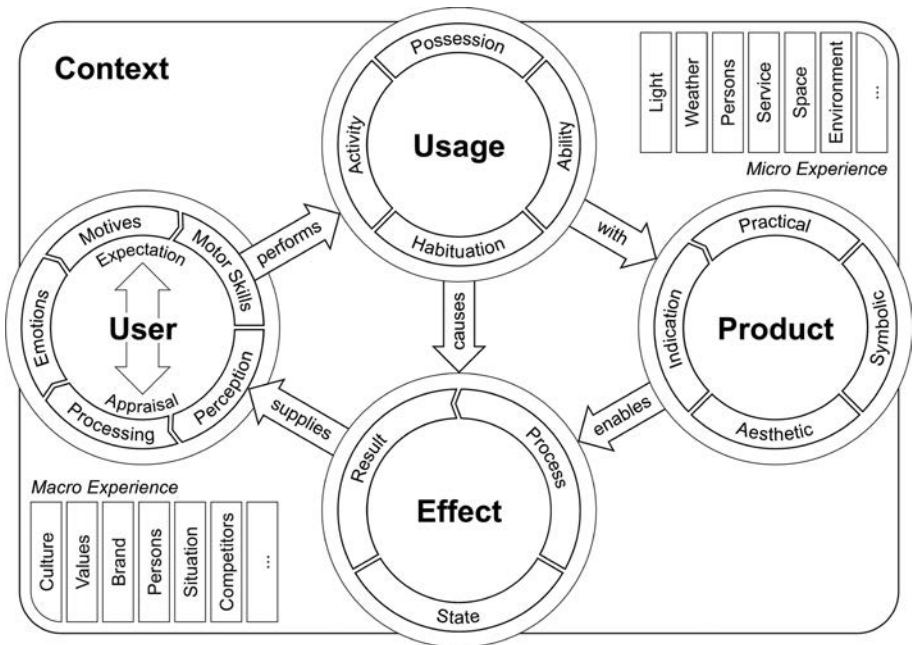 Context
Possession
Activity
Ability
Usage
Habituation
Light
Weather
Persons
Service
Space
Environment
...
Micro Experience
performs
with
causes
Motives
Motor Skills
Expectation
Emotions
User
Appraisal
Processing
Perception
Practical
Indication
Symbolic
Product
Aesthetic
supplies
enables
Result
Process
Effect
State
Macro Experience
Culture
Values
Brand
Persons
Situation
Competitors
...